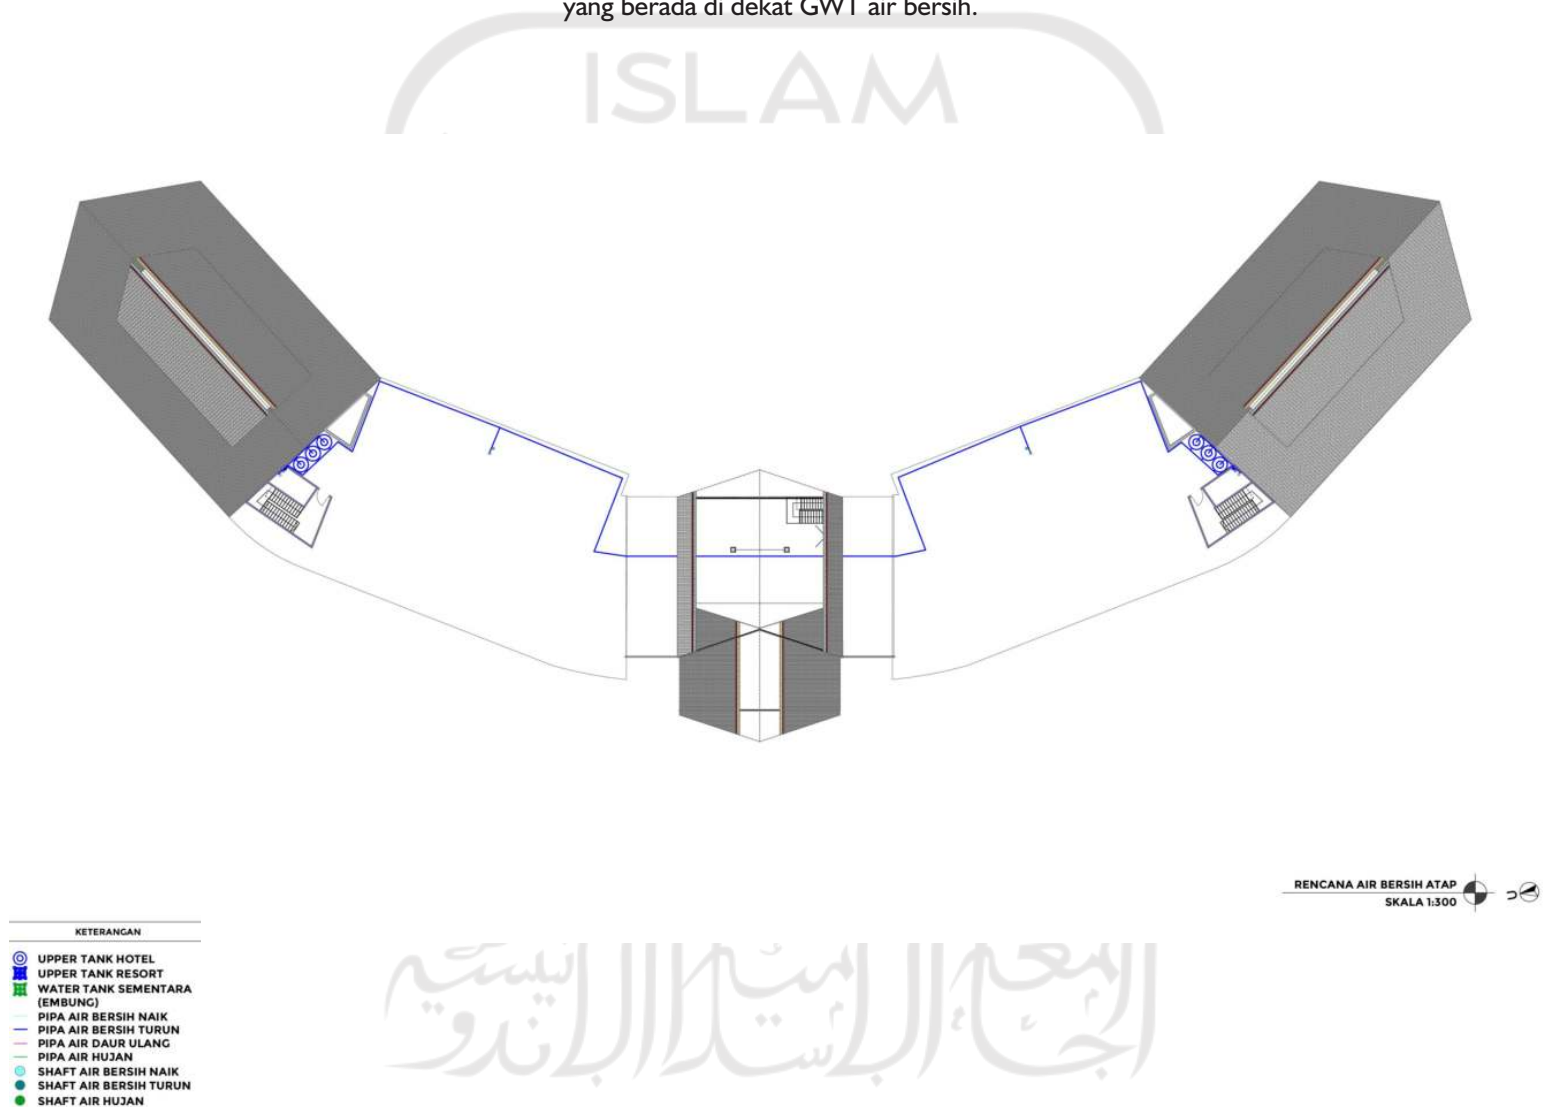 yang berada di dekat GWT air bersih.
ISLAM
RENCANA AIR BERSIH ATAP
SKALA 1:300
U
KETERANGAN
UPPER TANK HOTEL
UPPER TANK RESORT
WATER TANK SEMENTARA
(EMBUNG)
PIPA AIR BERSIH NAIK
PIPA AIR BERSIH TURUN
PIPA AIR DAUR ULANG
PIPA AIR HUJAN
SHAFT AIR BERSIH NAIK
SHAFT AIR BERSIH TURUN
SHAFT AIR HUJAN